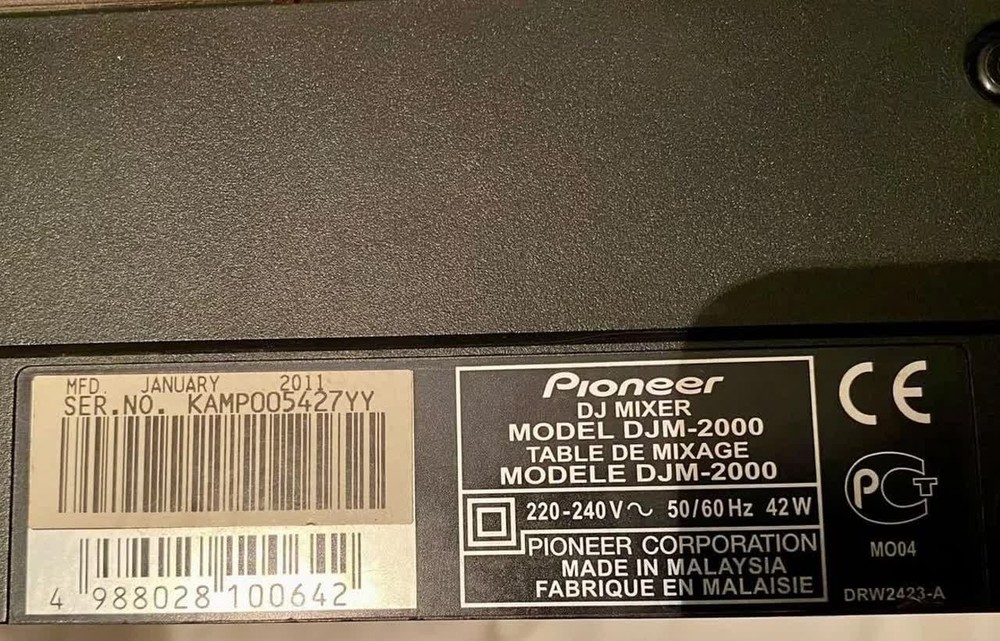 MFD. JANUARY 2011
SER.NO. KAMP005427YY
4 988028 100642
Pioneer
DJ MIXER
MODEL DJM-2000
TABLE DE MIXAGE
MODELE DJM-2000
220-240V~ 50/60Hz 42W
PIONEER CORPORATION
MADE IN MALAYSIA
FABRIQUE EN MALAISIE
CE
PCT
MO04
DRW2423-A